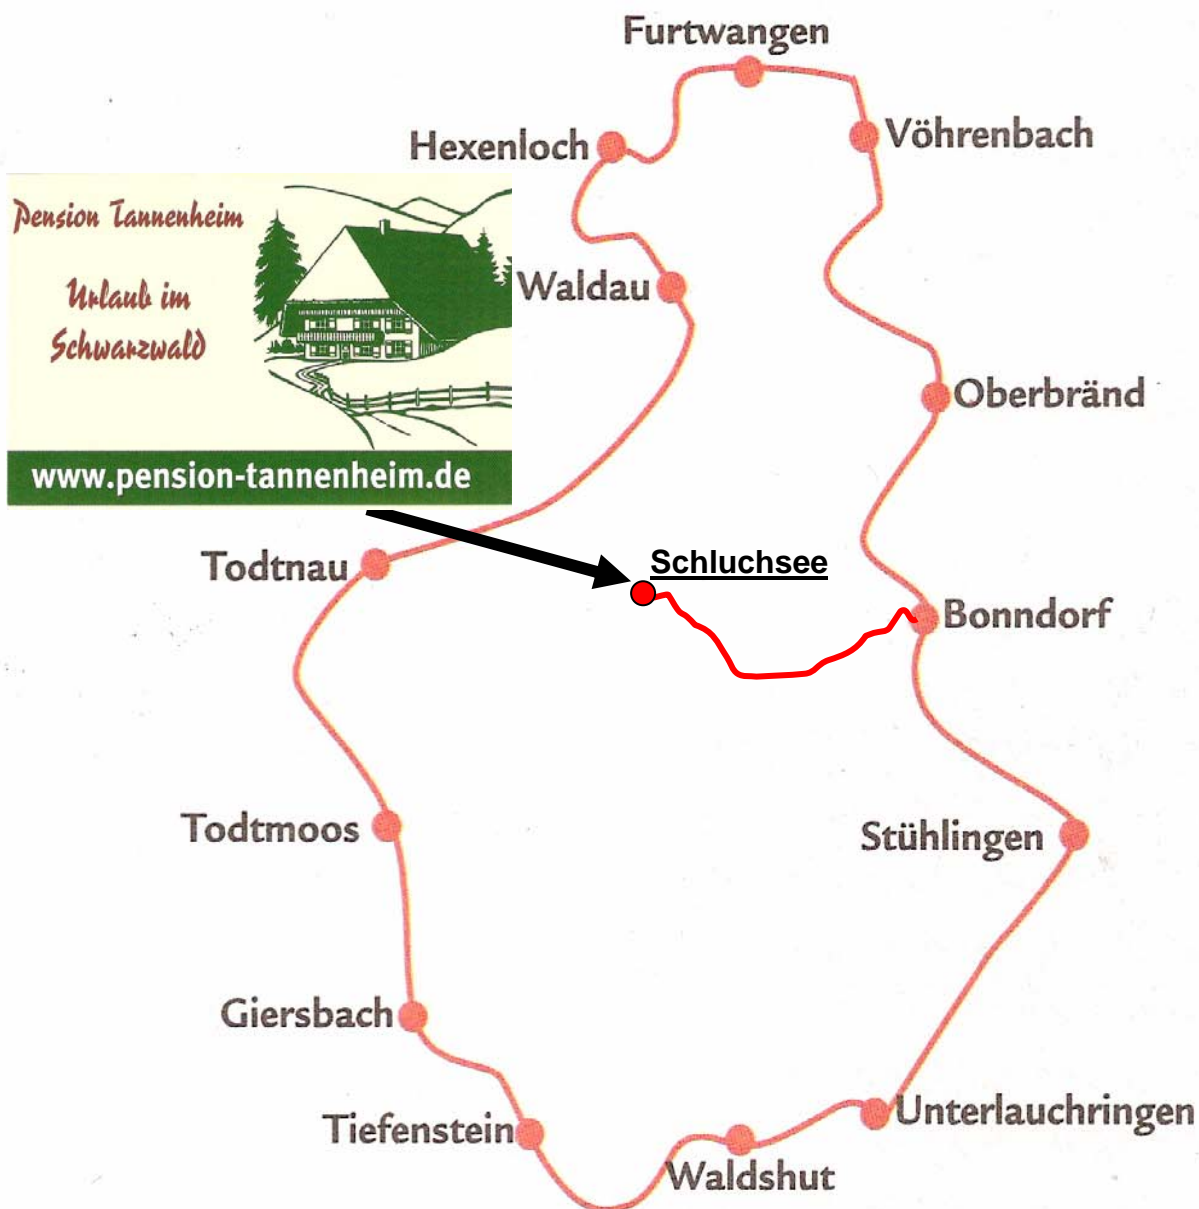 Furtwangen
Hexenloch
Vöhrenbach
Pension Tannenheim
Urlaub im
Schwarzwald
www.pension-tannenheim.de
Waldau
Oberbränd
Todtnau
Schluchsee
Bonndorf
Todtmoos
Stühlingen
Giersbach
Tiefenstein
Unterlauchringen
Waldshut